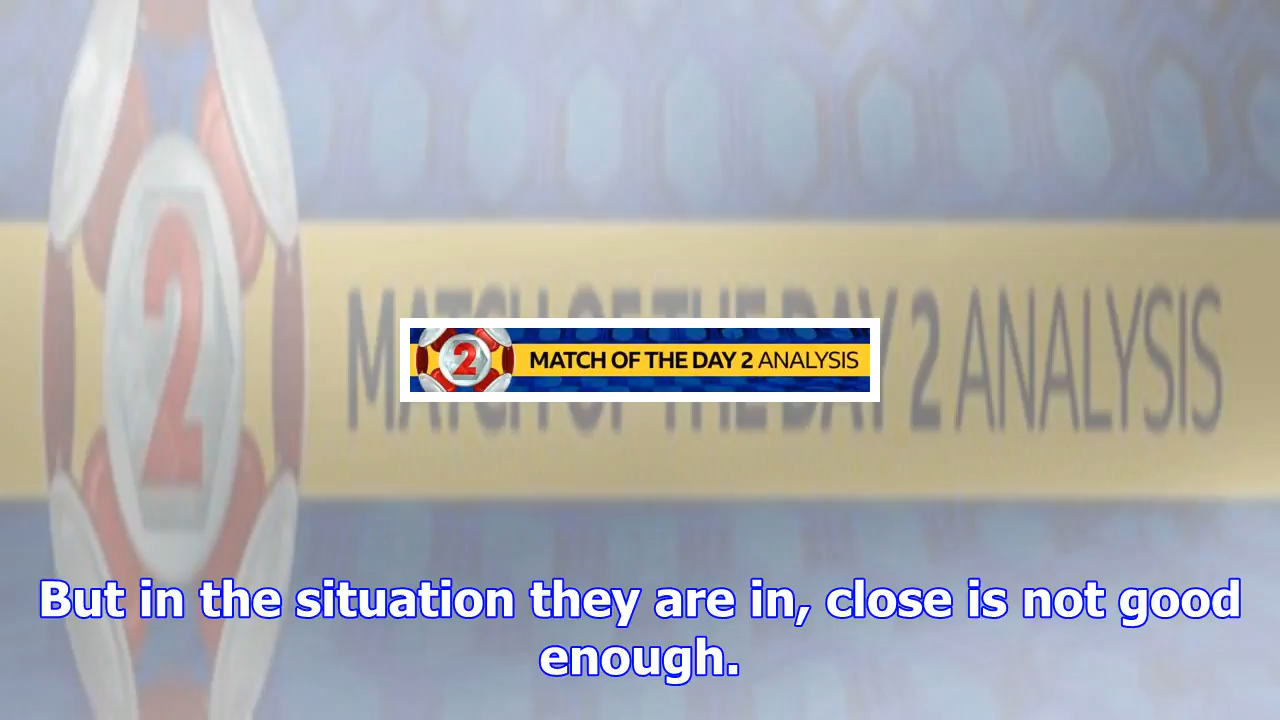 2
MATCH OF THE DAY 2 ANALYSIS
2 MATCH OF THE DAY 2 ANALYSIS
But in the situation they are in, close is not good
enough.